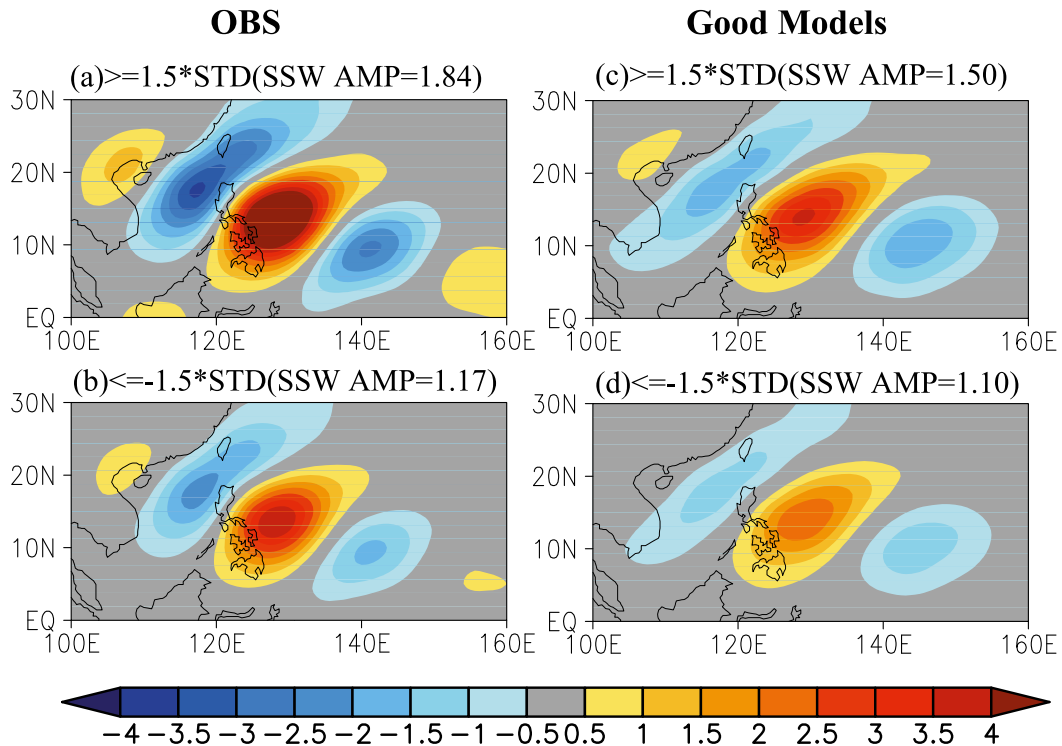 OBS
Good Models
(a)>=1.5*STD(SSW AMP=1.84)
(c)>=1.5*STD(SSW AMP=1.50)
30N
20N
10N
EQ
100E 120E 140E 160E
30N
20N
10N
EQ
100E 120E 140E 160E
(b)<=-1.5*STD(SSW AMP=1.17)
(d)<=-1.5*STD(SSW AMP=1.10)
30N
20N
10N
EQ
100E 120E 140E 160E
30N
20N
10N
EQ
100E 120E 140E 160E
-4 -3.5 -3 -2.5 -2 -1.5 -1 -0.5 0.5 1 1.5 2 2.5 3 3.5 4